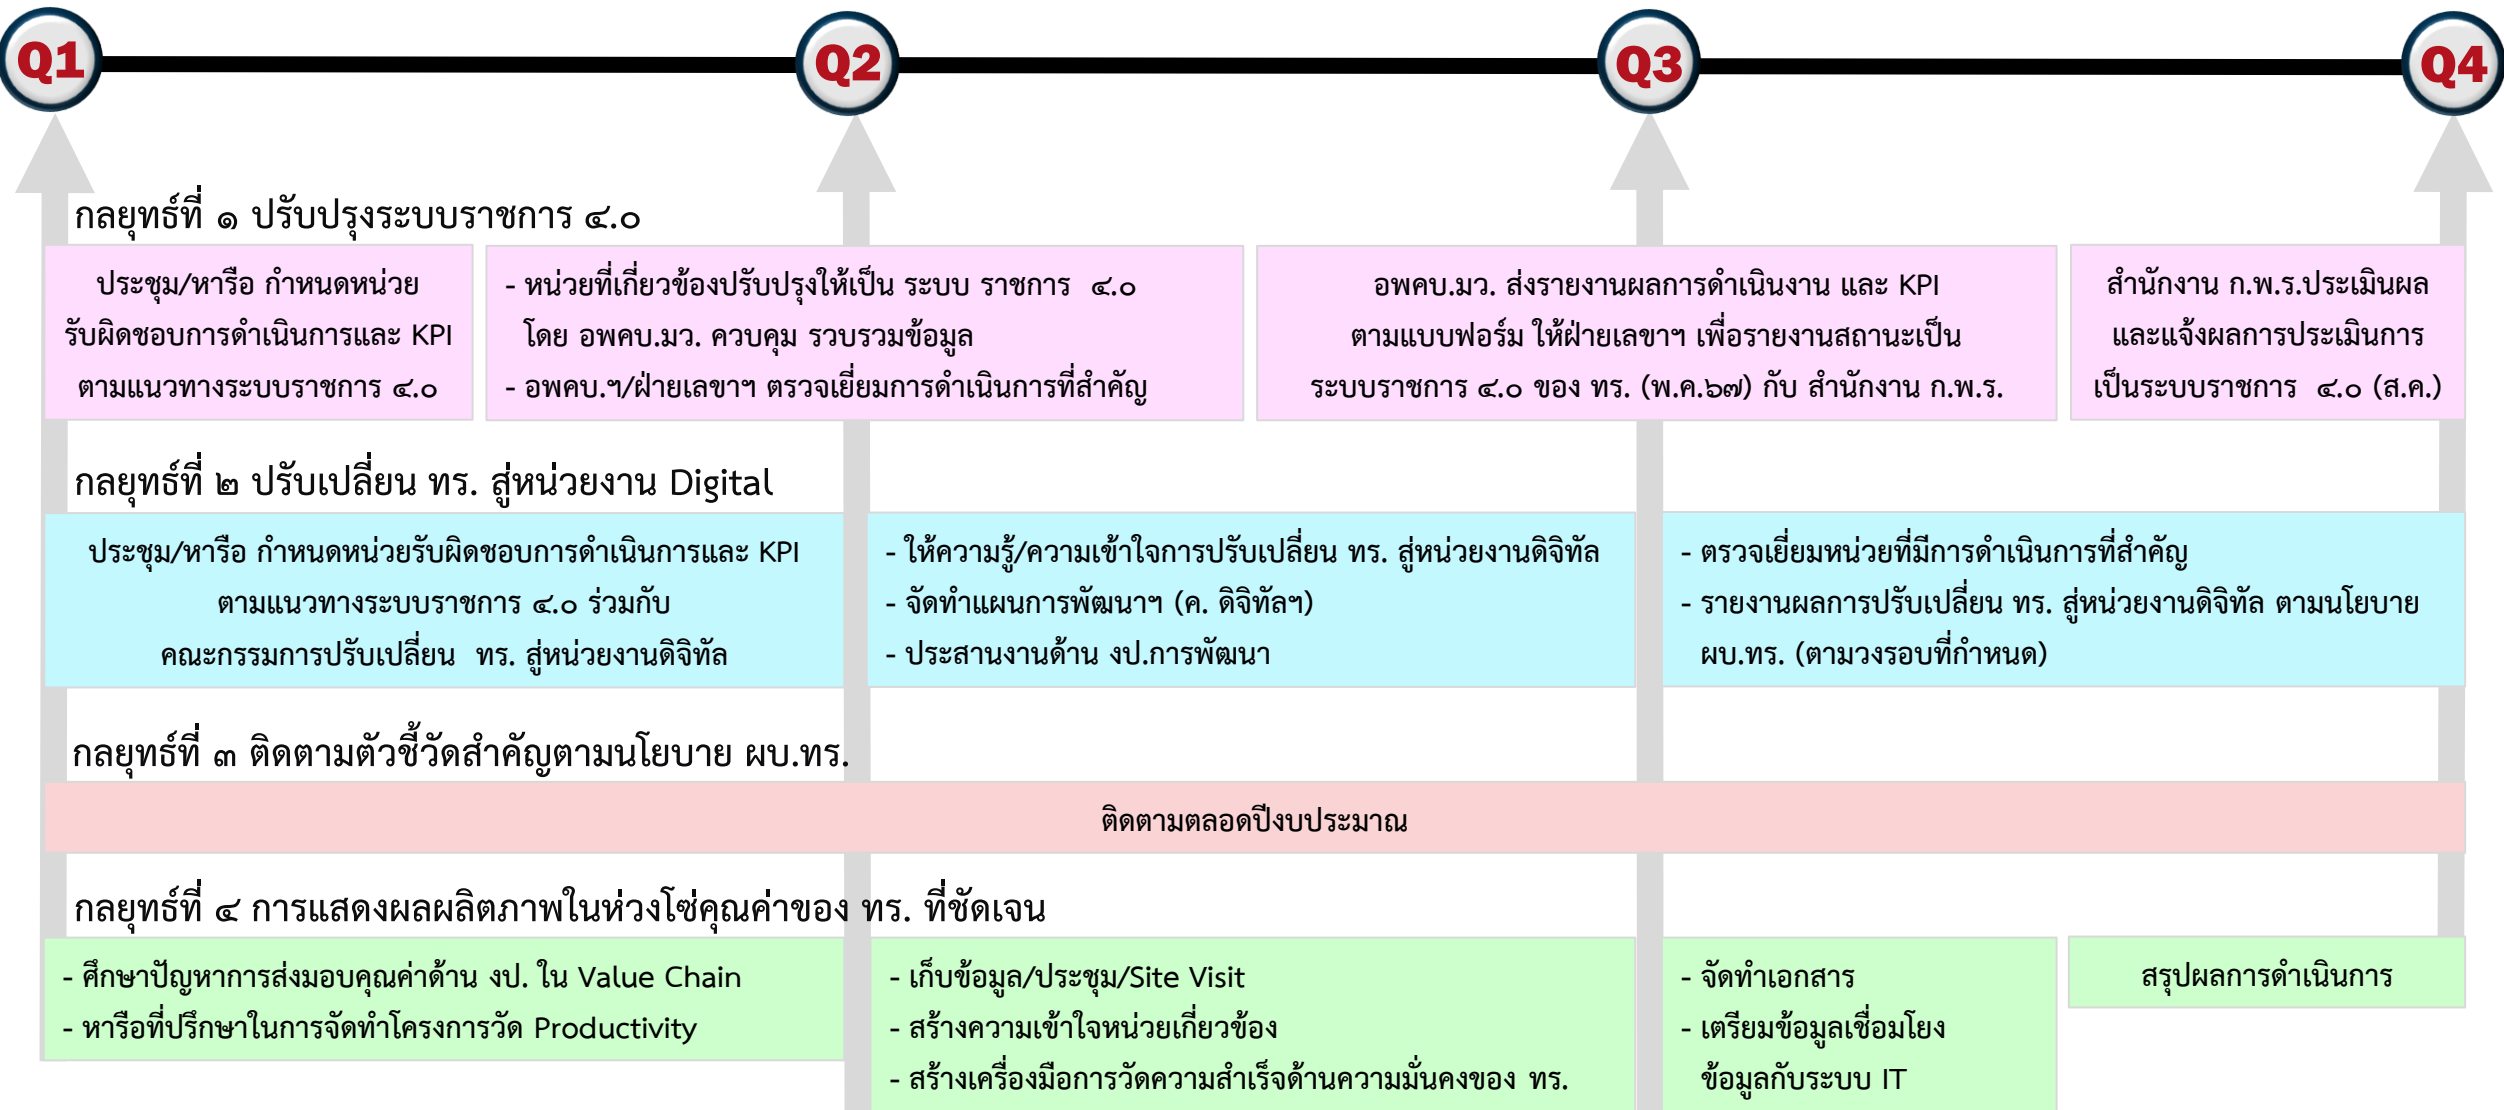 Q1
Q2
Q3
Q4
กลยุทธ์ที่ ๑ ปรับปรุงระบบราชการ ๔.๐
ประชุม/หารือ กำหนดหน่วย
รับผิดชอบการดำเนินการและ KPI
ตามแนวทางระบบราชการ ๔.๐
- หน่วยที่เกี่ยวข้องปรับปรุงให้เป็น ระบบ ราชการ ๔.๐
โดย อพคบ.มว. ควบคุม รวบรวมข้อมูล
- อพคบ.ฯ/ฝ่ายเลขาฯ ตรวจเยี่ยมการดำเนินการที่สำคัญ
อพคบ.มว. ส่งรายงานผลการดำเนินงาน และ KPI
ตามแบบฟอร์ม ให้ฝ่ายเลขาฯ เพื่อรายงานสถานะเป็น
ระบบราชการ ๔.๐ ของ ทร. (พ.ค.๖๗) กับ สำนักงาน ก.พ.ร.
สำนักงาน ก.พ.ร.ประเมินผล
และแจ้งผลการประเมินการ
เป็นระบบราชการ ๔.๐ (ส.ค.)
กลยุทธ์ที่ ๒ ปรับเปลี่ยน ทร. สู่หน่วยงาน Digital
ประชุม/หารือ กำหนดหน่วยรับผิดชอบการดำเนินการและ KPI
ตามแนวทางระบบราชการ ๔.๐ ร่วมกับ
คณะกรรมการปรับเปลี่ยน ทร. สู่หน่วยงานดิจิทัล
- ให้ความรู้/ความเข้าใจการปรับเปลี่ยน ทร. สู่หน่วยงานดิจิทัล
- จัดทำแผนการพัฒนาฯ (ค. ดิจิทัลฯ)
- ประสานงานด้าน งป.การพัฒนา
- ตรวจเยี่ยมหน่วยที่มีการดำเนินการที่สำคัญ
- รายงานผลการปรับเปลี่ยน ทร. สู่หน่วยงานดิจิทัล ตามนโยบาย
ผบ.ทร. (ตามวงรอบที่กำหนด)
กลยุทธ์ที่ ๓ ติดตามตัวชี้วัดสำคัญตามนโยบาย ผบ.ทร.
ติดตามตลอดปีงบประมาณ
กลยุทธ์ที่ ๔ การแสดงผลผลิตภาพในห่วงโซ่คุณค่าของ ทร. ที่ชัดเจน
- ศึกษาปัญหาการส่งมอบคุณค่าด้าน งป. ใน Value Chain
- หารือที่ปรึกษาในการจัดทำโครงการวัด Productivity
- เก็บข้อมูล/ประชุม/Site Visit
- สร้างความเข้าใจหน่วยเกี่ยวข้อง
- สร้างเครื่องมือการวัดความสำเร็จด้านความมั่นคงของ ทร.
- จัดทำเอกสาร
- เตรียมข้อมูลเชื่อมโยง
ข้อมูลกับระบบ IT
สรุปผลการดำเนินการ